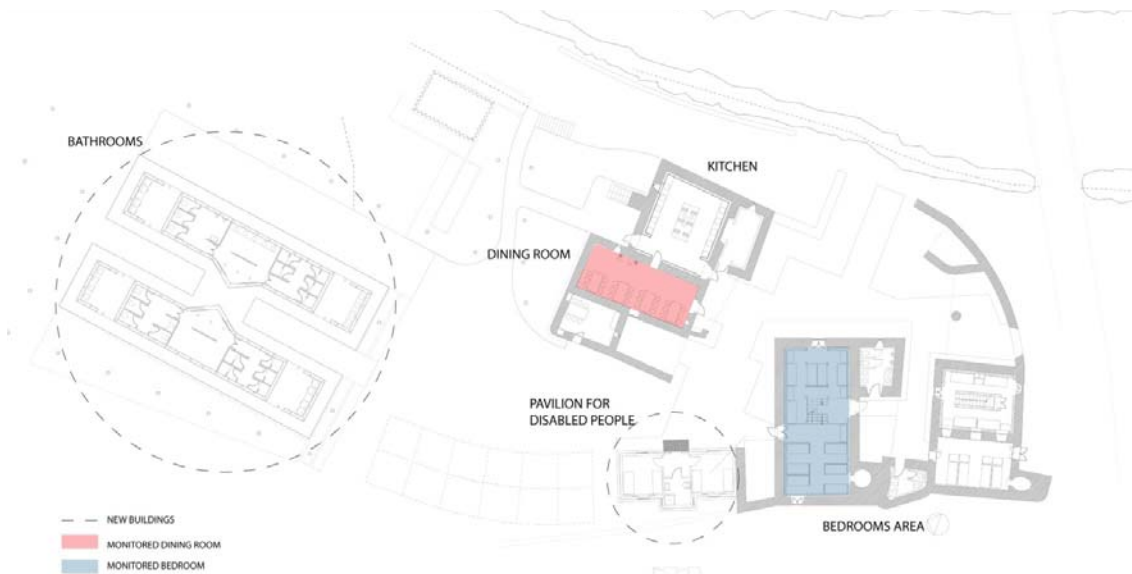 BATHROOMS
KITCHEN
DINING ROOM
PAVILION FOR
DISABLED PEOPLE
BEDROOMS AREA
NEW BUILDINGS
MONITORED DINING ROOM
MONITORED BEDROOM